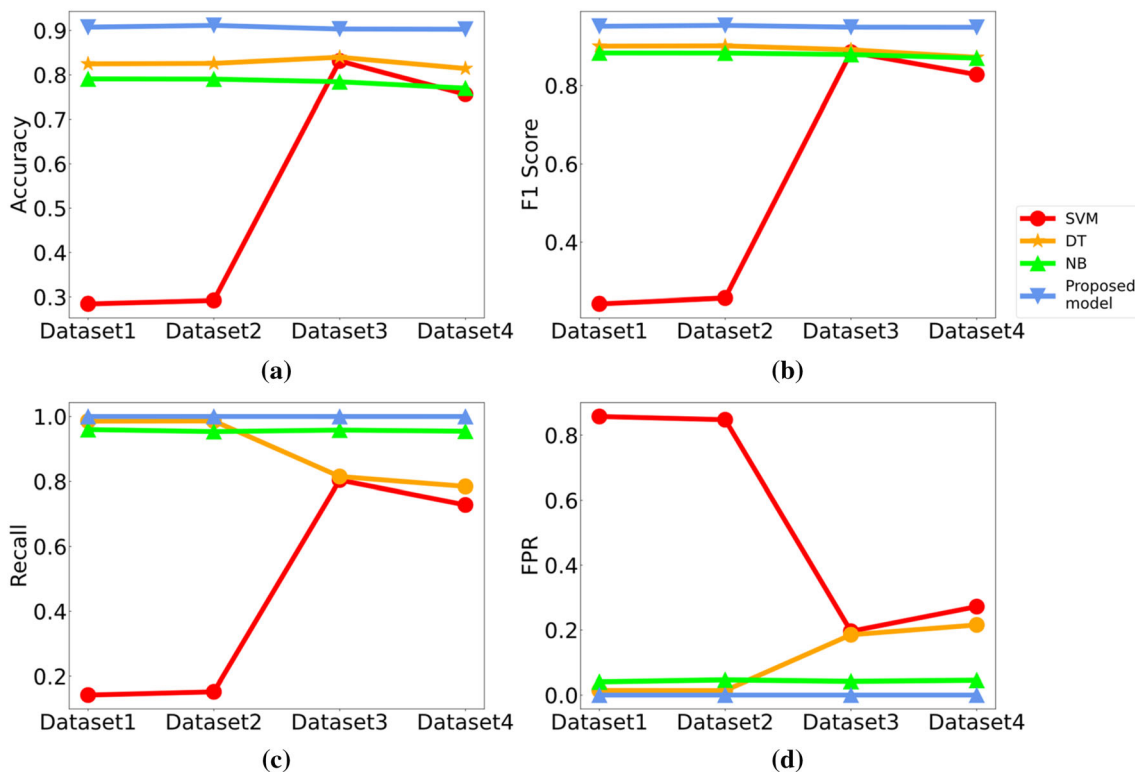 0.9
0.8
0.7
0.6
0.5
0.4
0.3
Accuracy
Dataset1 Dataset2 Dataset3 Dataset4
(a)
0.8
0.6
0.4
F1 Score
Dataset1 Dataset2 Dataset3 Dataset4
(b)
SVM
DT
NB
Proposed
model
1.0
0.8
0.6
0.4
0.2
Recall
Dataset1 Dataset2 Dataset3 Dataset4
(c)
0.8
0.6
0.4
0.2
0.0
FPR
Dataset1 Dataset2 Dataset3 Dataset4
(d)